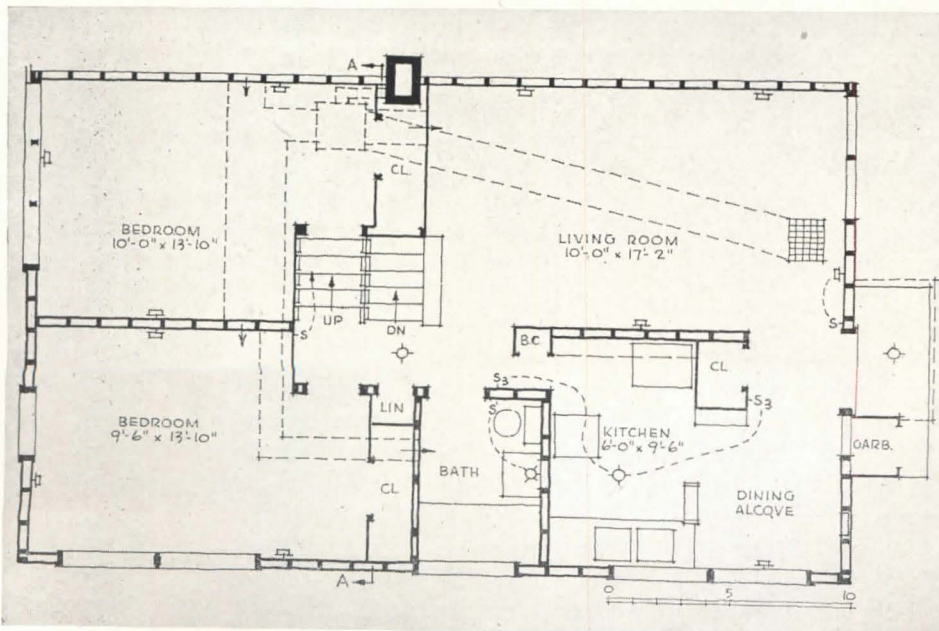 A
CL.
BEDROOM
10'-0" x 13'-10"
LIVING ROOM
10'-0" x 17'-2"
UP
DN
S
S
B.C
CL
S3
S
S3
LIN
BEDROOM
9'-6" x 13'-10"
KITCHEN
6'-0" x 9'-6"
GARB.
BATH
CL
DINING
ALCOVE
A
0 5 10